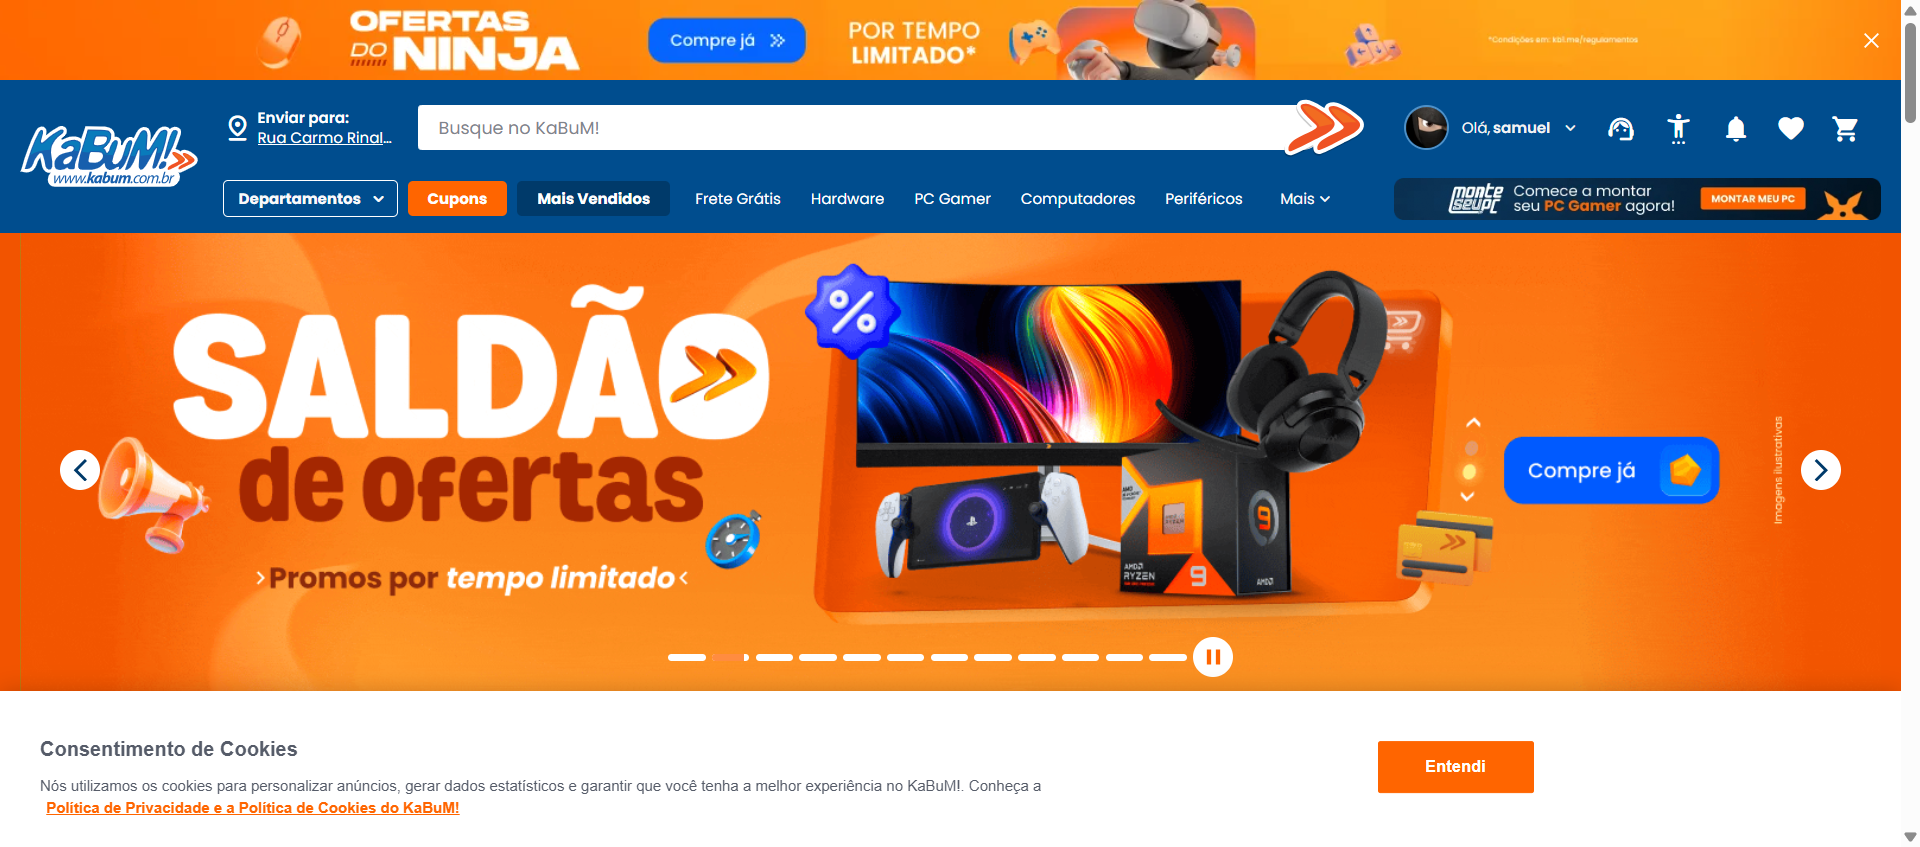 OFERTAS
DO NINJA
Compre já
POR TEMPO
LIMITADO*
*Condições em: kbl.me/regulamentos
KaBuM!
www.kabum.com.br
Enviar para:
Rua Carmo Rinal...
Busque no KaBuM!
Olá, samuel
Departamentos
Cupons
Mais Vendidos
Frete Grátis
Hardware
PC Gamer
Computadores
Periféricos
Mais
monte
seu pc
Comece a montar
seu PC Gamer agora!
MONTAR MEU PC
SALDÃO
de ofertas
Promos por tempo limitado
%
AMD
RYZEN
9
AMD
RYZEN
9
AMD
Compre já
Imagens ilustrativas
Consentimento de Cookies
Nós utilizamos os cookies para personalizar anúncios, gerar dados estatísticos e garantir que você tenha a melhor experiência no KaBuM!. Conheça a
Política de Privacidade e a Política de Cookies do KaBuM!
Entendi